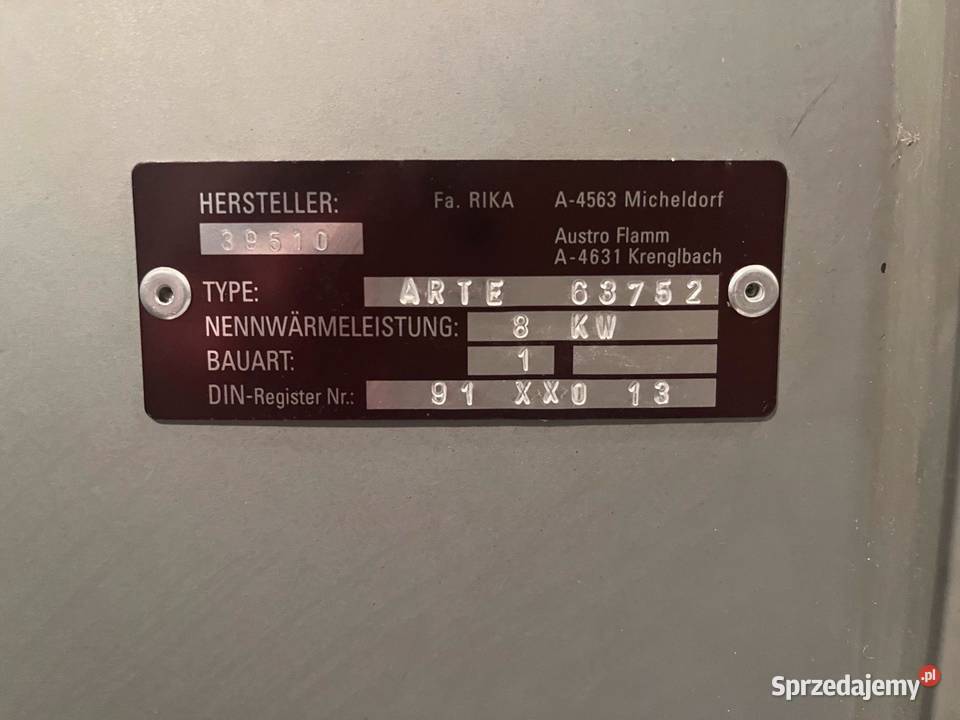 HERSTELLER: Fa. RIKA A-4563 Micheldorf
39510 Austro Flamm
A-4631 Krenglbach
TYPE: ARTE 63752
NENNWÄRMELEISTUNG: 8 KW
BAUART: 1
DIN-Register Nr.: 91 XX0 13
Sprzedajemy.pl